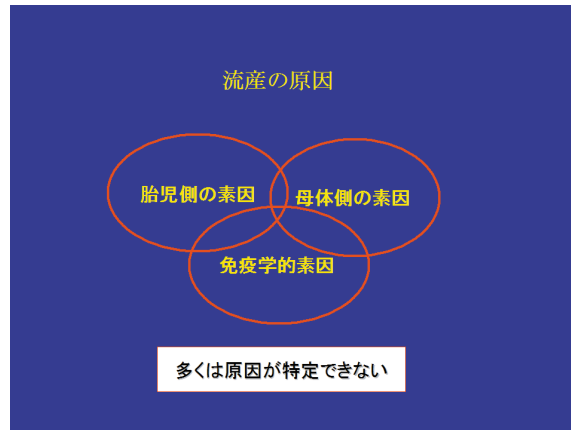 流産の原因
胎児側の素因
母体側の素因
免疫学的素因
多くは原因が特定できない